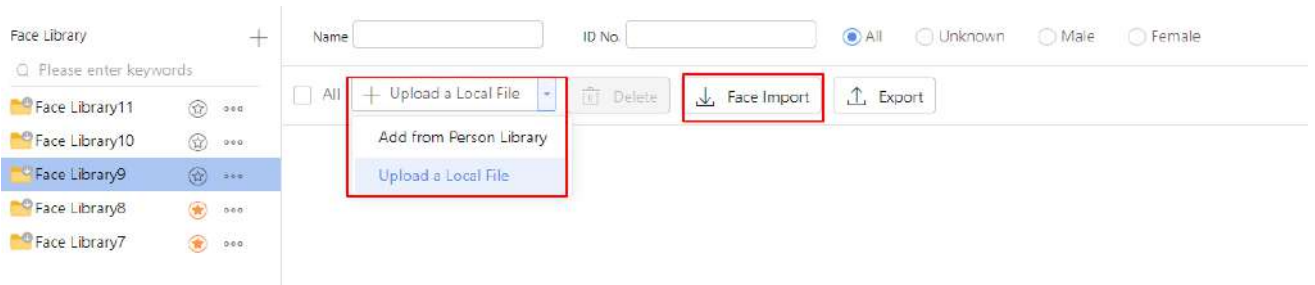 Face Library
Please enter keywords
Face Library11
Face Library10
Face Library9
Face Library8
Face Library7
Name ID No. All Unknown Male Female
All Upload a Local File Delete Face Import Export
Add from Person Library
Upload a Local File